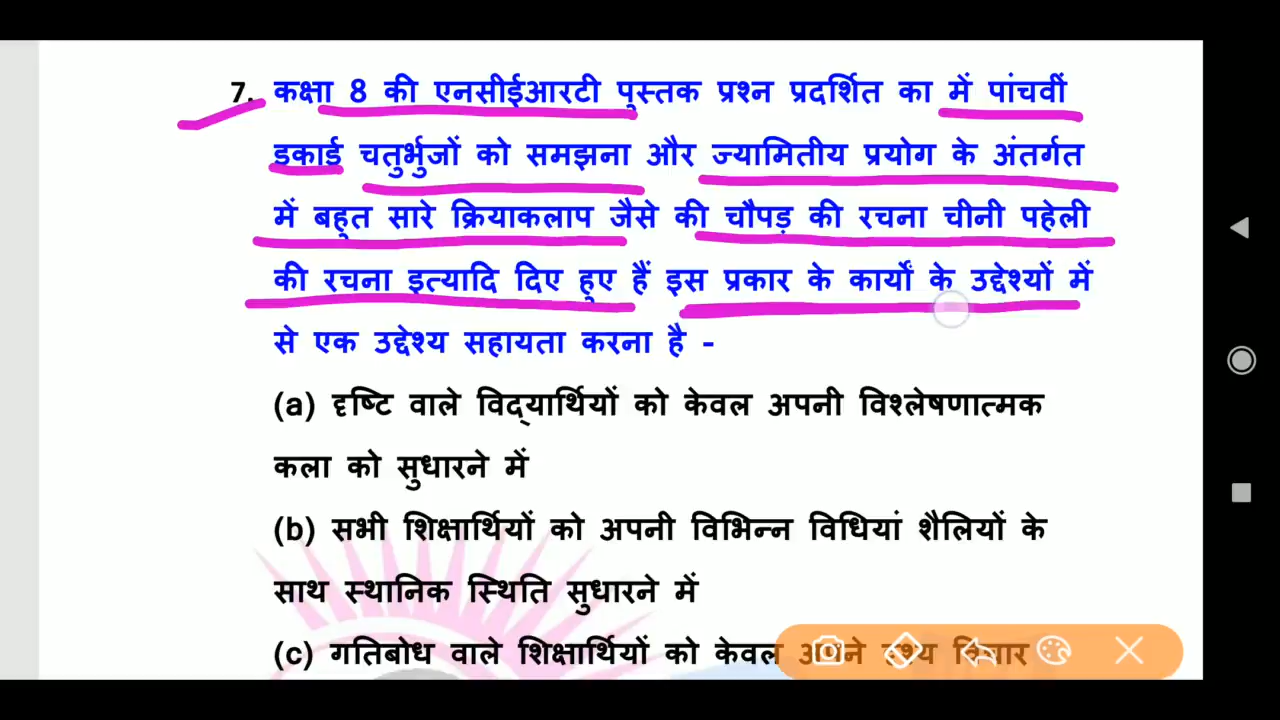 7. कक्षा 8 की एनसीईआरटी पुस्तक प्रश्न प्रदर्शित का में पांचवीं
इकाई चतुर्भुजों को समझना और ज्यामितीय प्रयोग के अंतर्गत
में बहुत सारे क्रियाकलाप जैसे की चौपड़ की रचना चीनी पहेली
की रचना इत्यादि दिए हुए हैं इस प्रकार के कार्यों के उद्देश्यों में
से एक उद्देश्य सहायता करना है -
(a) दृष्टि वाले विद्यार्थियों को केवल अपनी विश्लेषणात्मक
कला को सुधारने में
(b) सभी शिक्षार्थियों को अपनी विभिन्न विधियां शैलियों के
साथ स्थानिक स्थिति सुधारने में
(c) गतिबोध वाले शिक्षार्थियों को केवल अपने दृश्य विचार